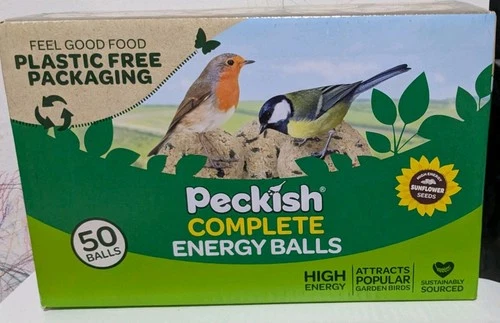 FEEL GOOD FOOD
PLASTIC FREE
PACKAGING
Peckish®
COMPLETE
ENERGY BALLS
50
BALLS
HIGH ENERGY
SUNFLOWER
SEEDS
HIGH
ENERGY
ATTRACTS
POPULAR
GARDEN BIRDS
SUSTAINABLY
SOURCED